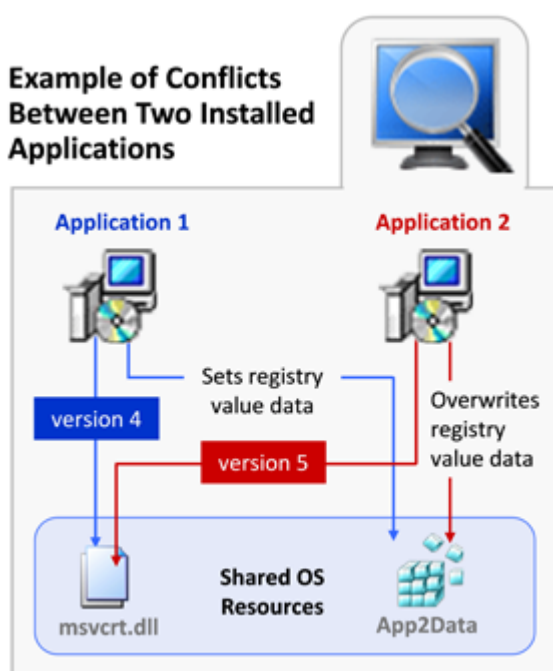 Example of Conflicts
Between Two Installed
Applications
Application 1
Application 2
Sets registry
value data
version 4
Overwrites
registry
value data
version 5
Shared OS
Resources
msvcrt.dll
App2Data